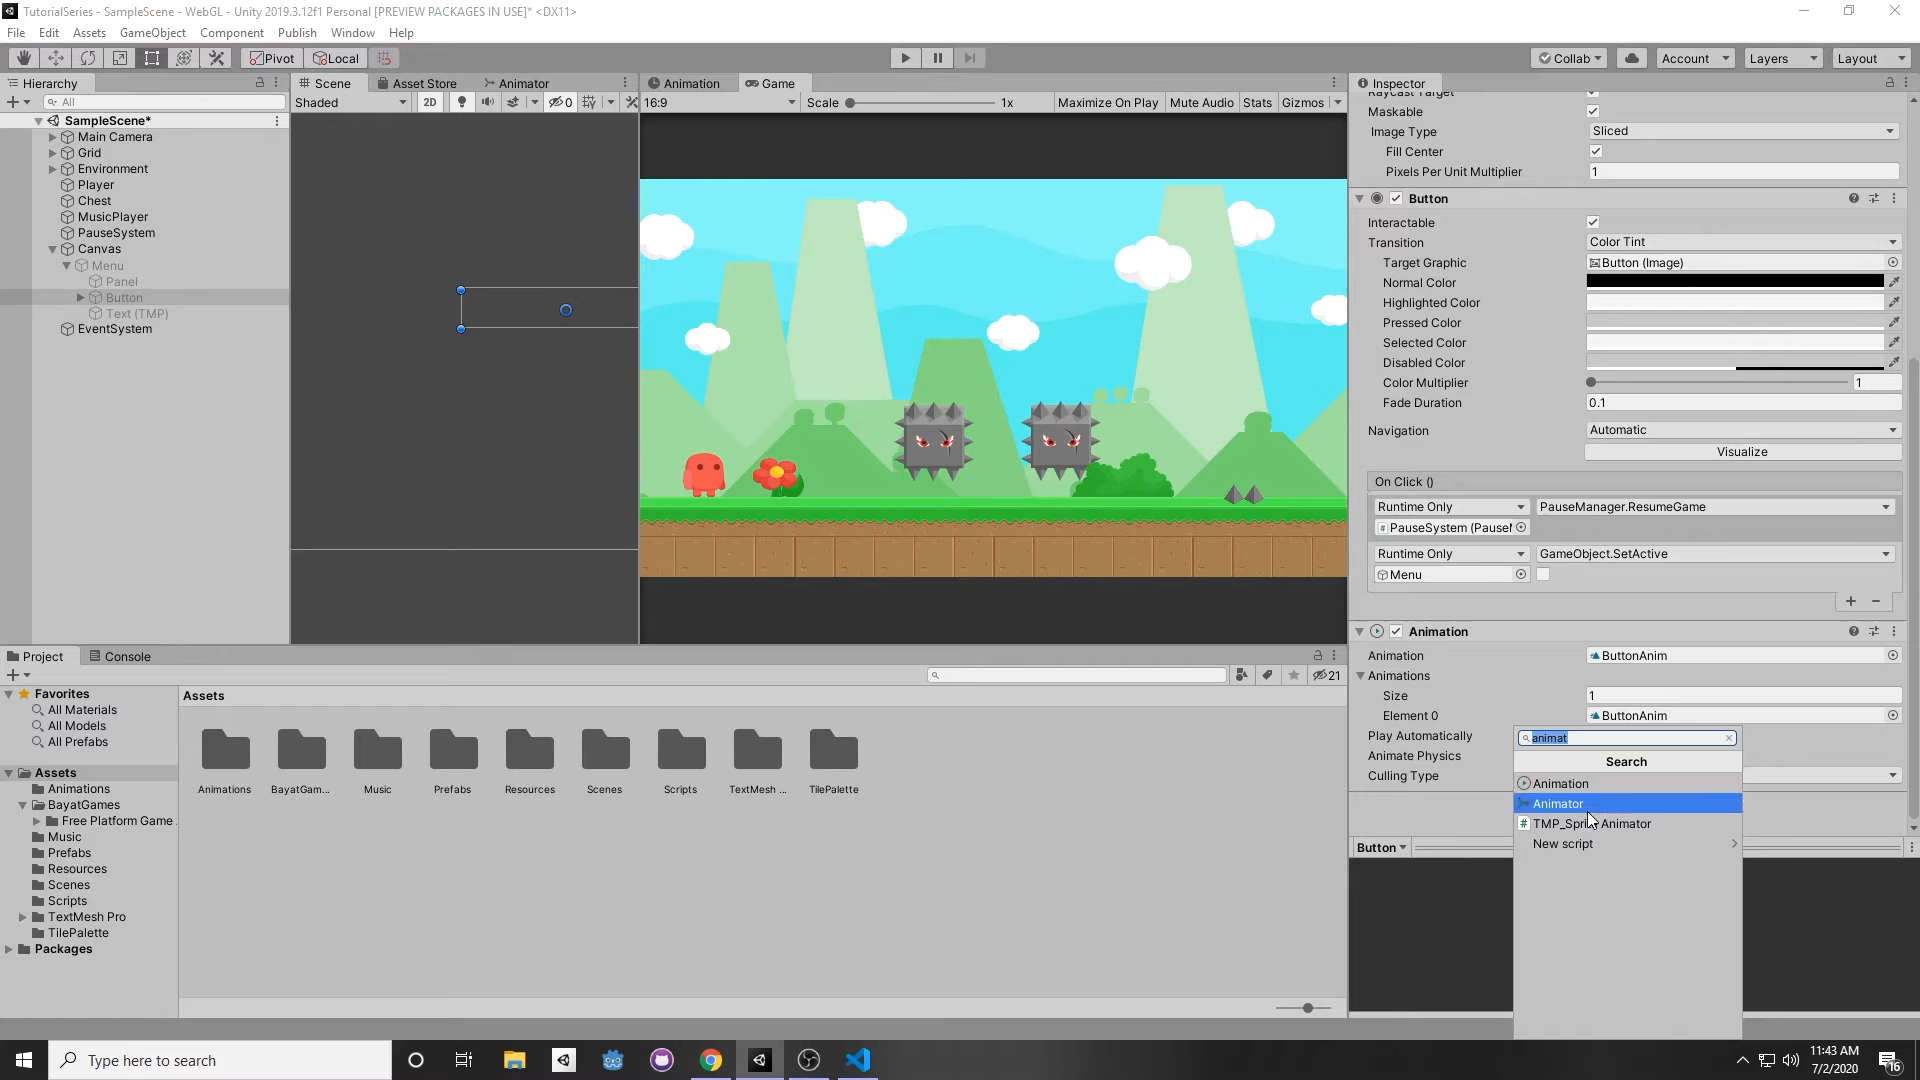 TutorialSeries - SampleScene - WebGL - Unity 2019.3.12f1 Personal [PREVIEW PACKAGES IN USE]* <DX11>
File Edit Assets GameObject Component Publish Window Help
Pivot Local Collab Account Layers Layout
Hierarchy
All
SampleScene*
Main Camera
Grid
Environment
Player
Chest
MusicPlayer
PauseSystem
Canvas
Menu
Panel
Button
Text (TMP)
EventSystem
Scene Asset Store Animator
Shaded 2D 0
Animation Game
16:9 Scale 1x Maximize On Play Mute Audio Stats Gizmos
Inspector
Raycast Target
Maskable
Image Type Sliced
Fill Center
Pixels Per Unit Multiplier 1
Button
Interactable
Transition Color Tint
Target Graphic Button (Image)
Normal Color
Highlighted Color
Pressed Color
Selected Color
Disabled Color
Color Multiplier 1
Fade Duration 0.1
Navigation Automatic
Visualize
On Click ()
Runtime Only PauseManager.ResumeGame
PauseSystem (PauseM
Runtime Only GameObject.SetActive
Menu
Animation
Animation ButtonAnim
Animations
Size 1
Element 0 ButtonAnim
Play Automatically
Animate Physics
Culling Type
animat
Search
Animation
Animator
TMP_Sprite Animator
New script
Button
Project Console
21
Favorites
All Materials
All Models
All Prefabs
Assets
Animations
BayatGames
Free Platform Game
Music
Prefabs
Resources
Scenes
Scripts
TextMesh Pro
TilePalette
Packages
Assets
Animations BayatGam... Music Prefabs Resources Scenes Scripts TextMesh ... TilePalette
Type here to search
11:43 AM
7/2/2020
16